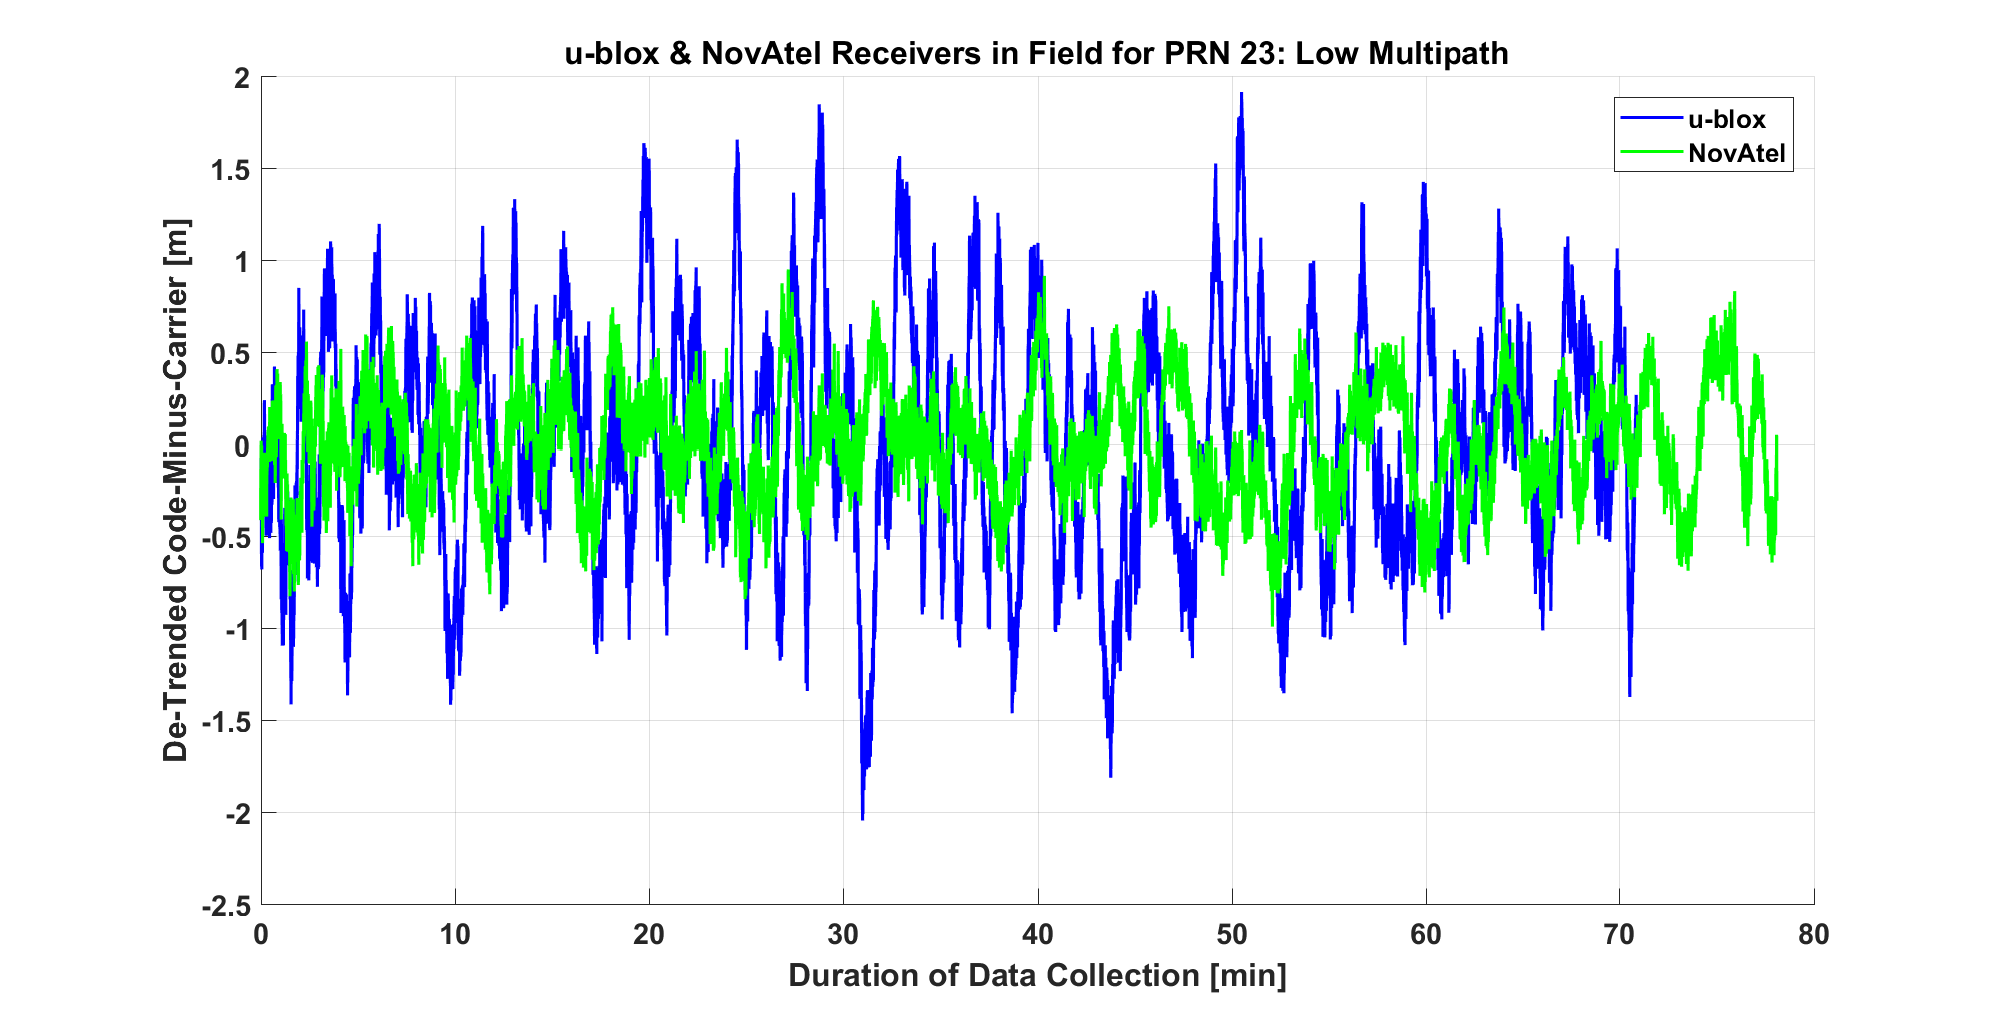 u-blox & NovAtel Receivers in Field for PRN 23: Low Multipath
u-blox
NovAtel
De-Trended Code-Minus-Carrier [m]
2
1.5
1
0.5
0
-0.5
-1
-1.5
-2
-2.5
0 10 20 30 40 50 60 70 80
Duration of Data Collection [min]